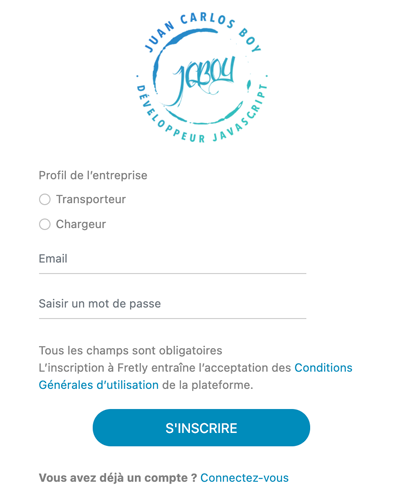 JUAN CARLOS BOY
JCBOY
· DÉVELOPPEUR JAVASCRIPT ·
Profil de l’entreprise
Transporteur
Chargeur
Email
Saisir un mot de passe
Tous les champs sont obligatoires
L’inscription à Fretly entraîne l’acceptation des Conditions
Générales d’utilisation de la plateforme.
S'INSCRIRE
Vous avez déjà un compte ? Connectez-vous